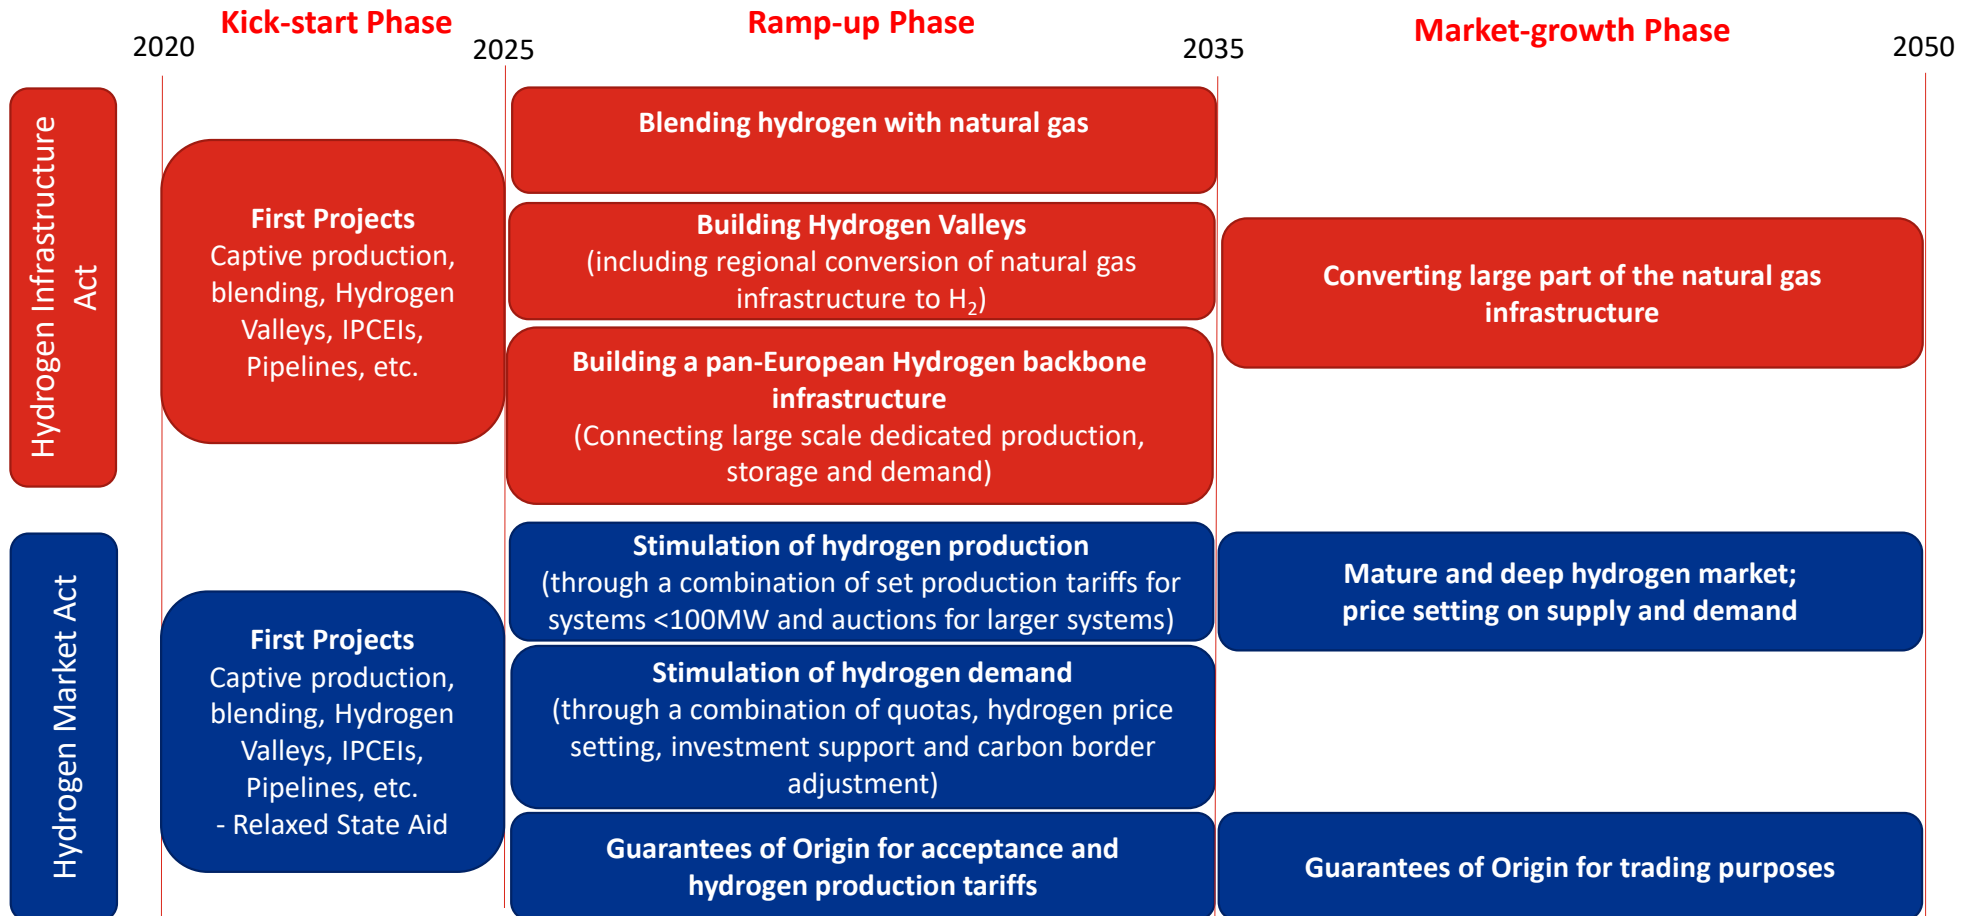 Kick-start Phase
Ramp-up Phase
Market-growth Phase
2020
2025
2035
2050
Hydrogen Infrastructure
Act
First Projects
Captive production,
blending, Hydrogen
Valleys, IPCEIs,
Pipelines, etc.
Blending hydrogen with natural gas
Building Hydrogen Valleys
(including regional conversion of natural gas
infrastructure to H₂)
Building a pan-European Hydrogen backbone
infrastructure
(Connecting large scale dedicated production,
storage and demand)
Converting large part of the natural gas
infrastructure
Hydrogen Market Act
First Projects
Captive production,
blending, Hydrogen
Valleys, IPCEIs,
Pipelines, etc.
- Relaxed State Aid
Stimulation of hydrogen production
(through a combination of set production tariffs for
systems <100MW and auctions for larger systems)
Stimulation of hydrogen demand
(through a combination of quotas, hydrogen price
setting, investment support and carbon border
adjustment)
Guarantees of Origin for acceptance and
hydrogen production tariffs
Mature and deep hydrogen market;
price setting on supply and demand
Guarantees of Origin for trading purposes